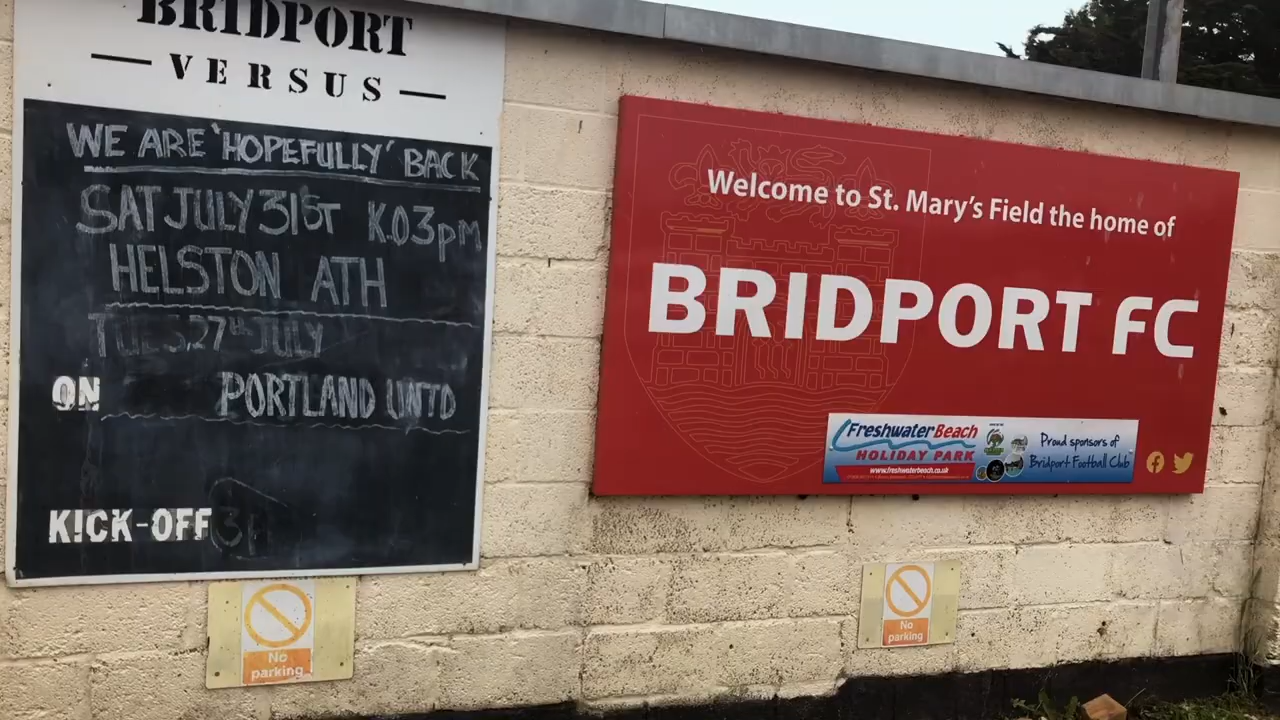 BRIDPORT
— VERSUS —
WE ARE 'HOPEFULLY' BACK
SAT JULY 31ST K.O 3pm
HELSTON ATH
TUES 27th JULY
ON PORTLAND UNTD
KICK-OFF
No
parking
Welcome to St. Mary's Field the home of
BRIDPORT FC
FreshwaterBeach
HOLIDAY PARK
www.freshwaterbeach.co.uk
Proud sponsors of
Bridport Football Club
No
parking